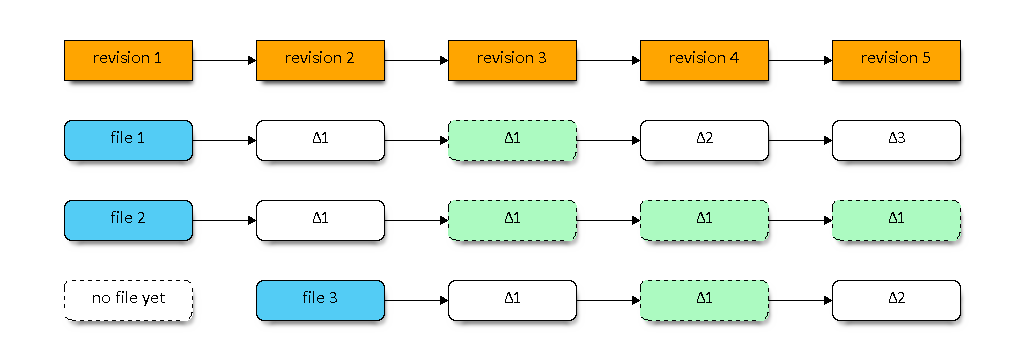 revision 1
revision 2
revision 3
revision 4
revision 5
file 1
Δ1
Δ1
Δ2
Δ3
file 2
Δ1
Δ1
Δ1
Δ1
no file yet
file 3
Δ1
Δ1
Δ2